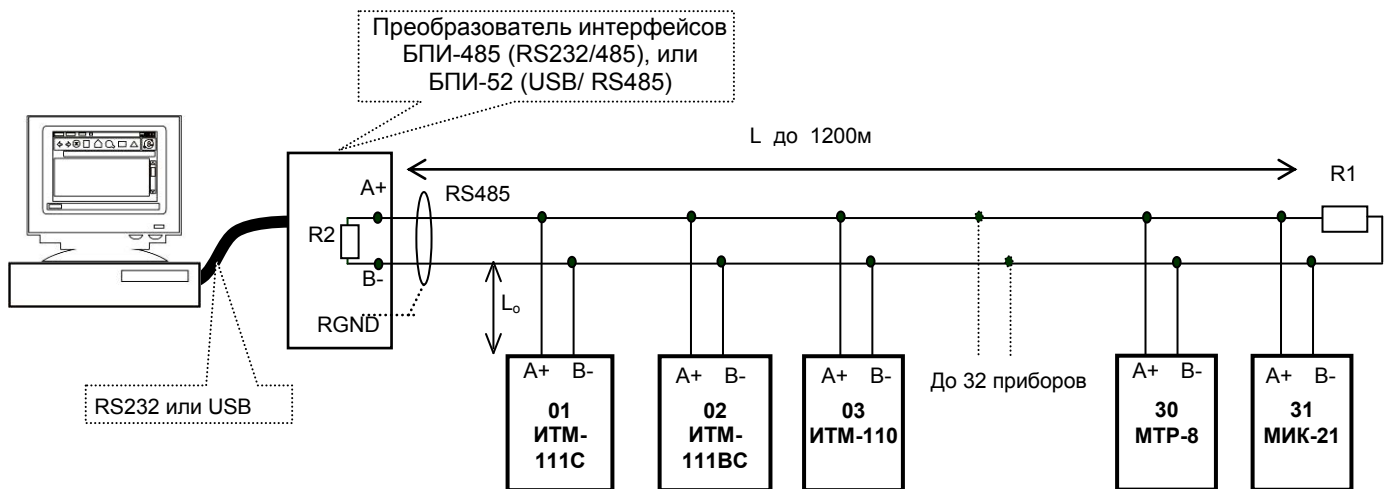 Преобразователь интерфейсов
БПИ-485 (RS232/485), или
БПИ-52 (USB/ RS485)
L до 1200м
R1
A+
RS485
R2
B-
L₀
RGND
RS232 или USB
A+ B-
01
ИТМ-
111С
A+ B-
02
ИТМ-
111ВС
A+ B-
03
ИТМ-110
До 32 приборов
A+ B-
30
МТР-8
A+ B-
31
МИК-21